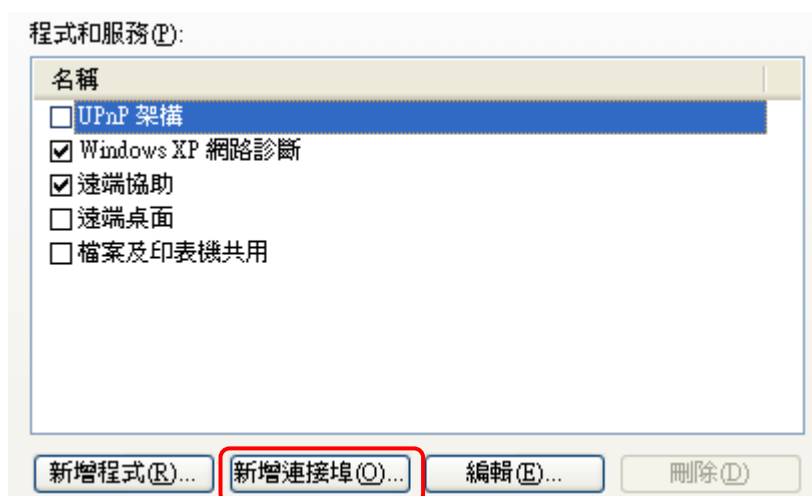 程式和服務(P):
名稱
UPnP 架構
Windows XP 網路診斷
遠端協助
遠端桌面
檔案及印表機共用
新增程式(R)... 新增連接埠(O)... 編輯(E)... 刪除(D)